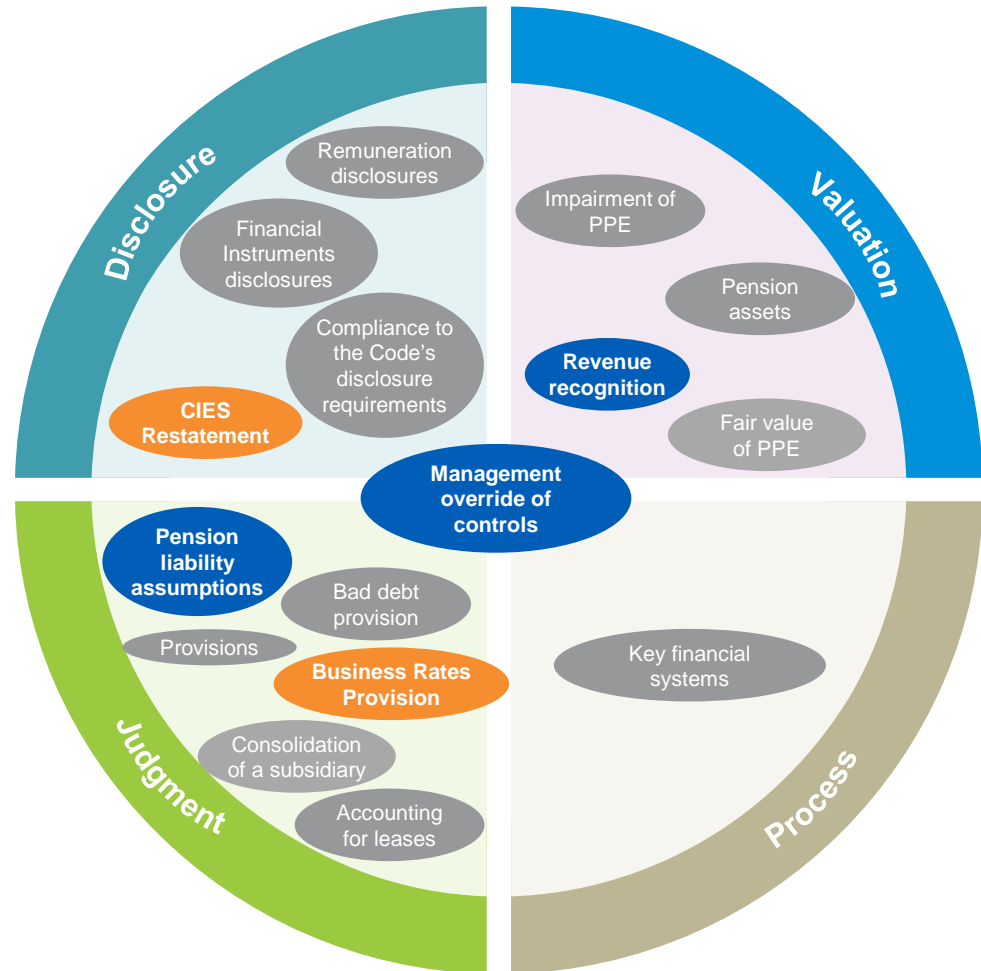 Disclosure
Remuneration
disclosures
Financial
Instruments
disclosures
Compliance to
the Code's
disclosure
requirements
CIES
Restatement
Valuation
Impairment of
PPE
Pension
assets
Revenue
recognition
Fair value
of PPE
Management
override of
controls
Judgment
Pension
liability
assumptions
Bad debt
provision
Provisions
Business Rates
Provision
Consolidation
of a subsidiary
Accounting
for leases
Process
Key financial
systems